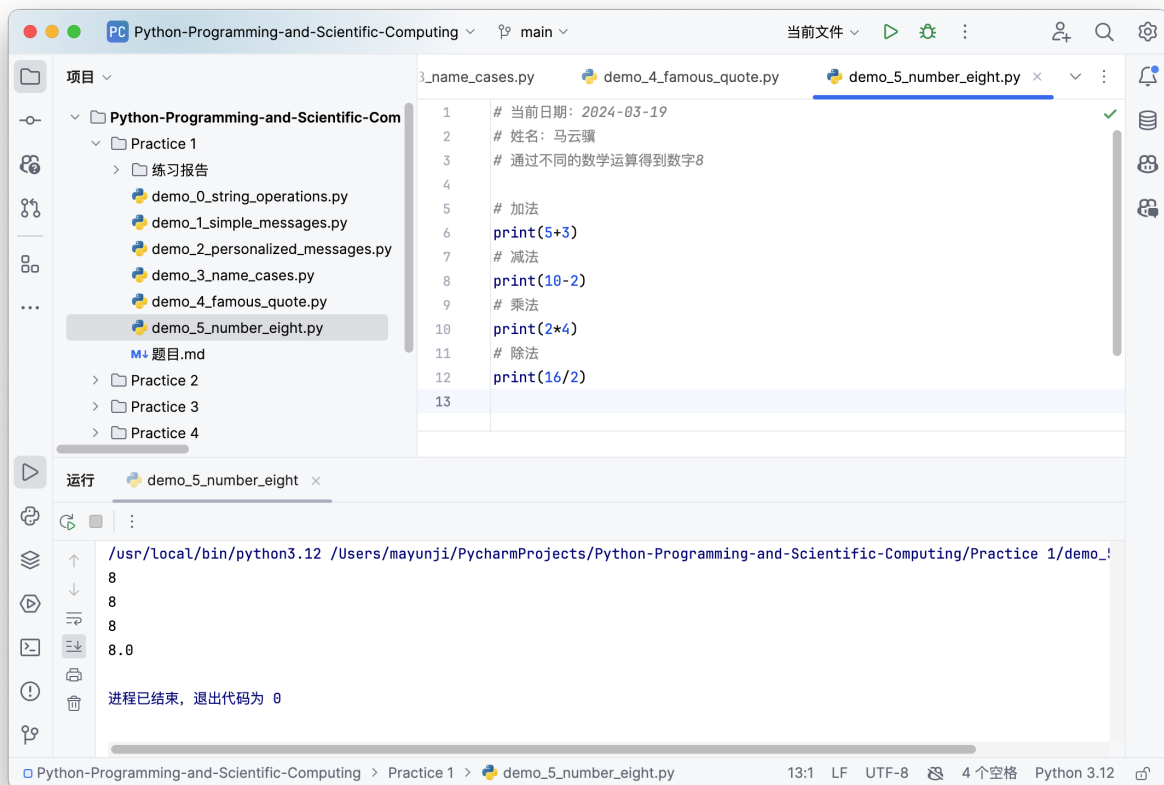 PC Python-Programming-and-Scientific-Computing main 当前文件
项目
Python-Programming-and-Scientific-Com
Practice 1
练习报告
demo_0_string_operations.py
demo_1_simple_messages.py
demo_2_personalized_messages.py
demo_3_name_cases.py
demo_4_famous_quote.py
demo_5_number_eight.py
M↓ 题目.md
Practice 2
Practice 3
Practice 4
3_name_cases.py demo_4_famous_quote.py demo_5_number_eight.py
1 # 当前日期：2024-03-19
2 # 姓名：马云骥
3 # 通过不同的数学运算得到数字8
4
5 # 加法
6 print(5+3)
7 # 减法
8 print(10-2)
9 # 乘法
10 print(2*4)
11 # 除法
12 print(16/2)
13
运行 demo_5_number_eight
/usr/local/bin/python3.12 /Users/mayunji/PycharmProjects/Python-Programming-and-Scientific-Computing/Practice 1/demo_5
8
8
8
8.0
进程已结束，退出代码为 0
Python-Programming-and-Scientific-Computing > Practice 1 > demo_5_number_eight.py 13:1 LF UTF-8 4 个空格 Python 3.12